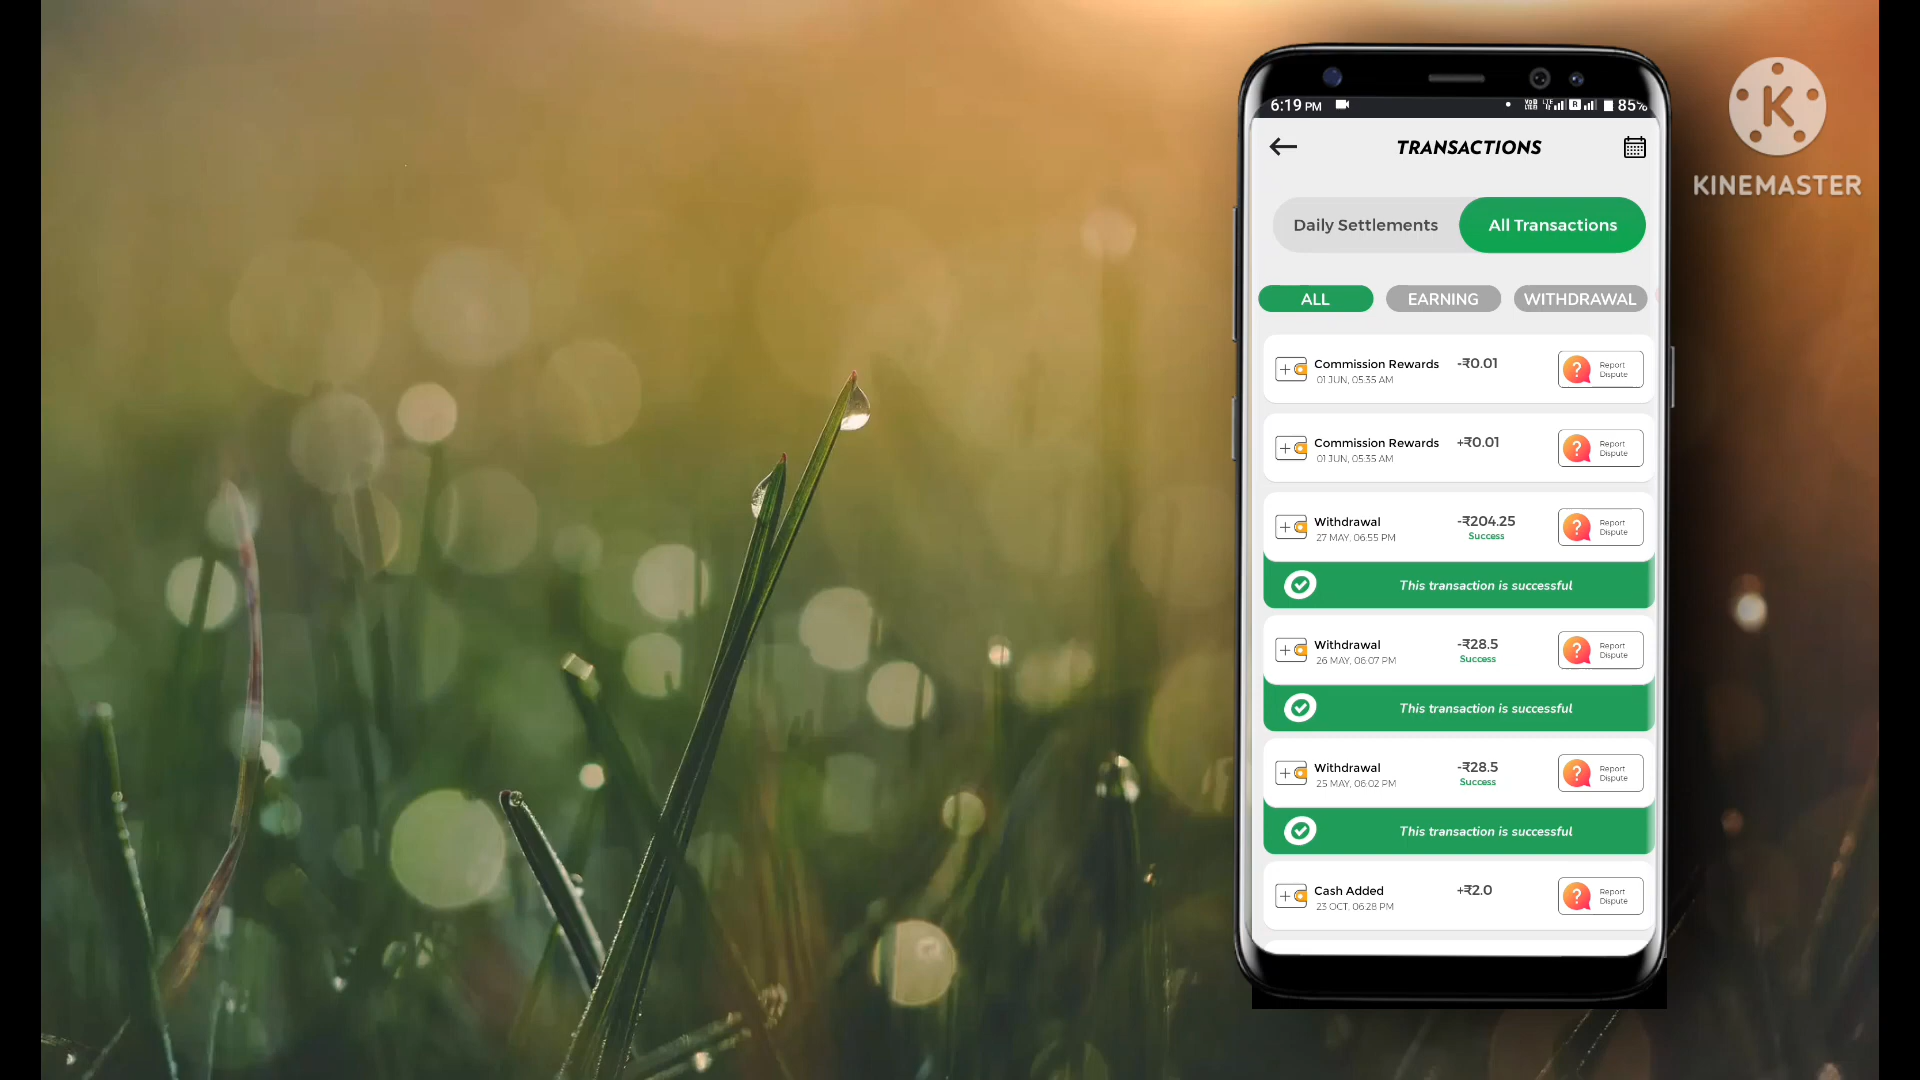 6:19 PM
85%
TRANSACTIONS
Daily Settlements
All Transactions
ALL
EARNING
WITHDRAWAL
Commission Rewards
-₹0.01
01 JUN, 05:35 AM
Report
Dispute
Commission Rewards
+₹0.01
01 JUN, 05:35 AM
Report
Dispute
Withdrawal
-₹204.25
27 MAY, 06:55 PM
Success
Report
Dispute
This transaction is successful
Withdrawal
-₹28.5
26 MAY, 06:07 PM
Success
Report
Dispute
This transaction is successful
Withdrawal
-₹28.5
25 MAY, 06:02 PM
Success
Report
Dispute
This transaction is successful
Cash Added
+₹2.0
23 OCT, 06:28 PM
Report
Dispute
K
KINEMASTER